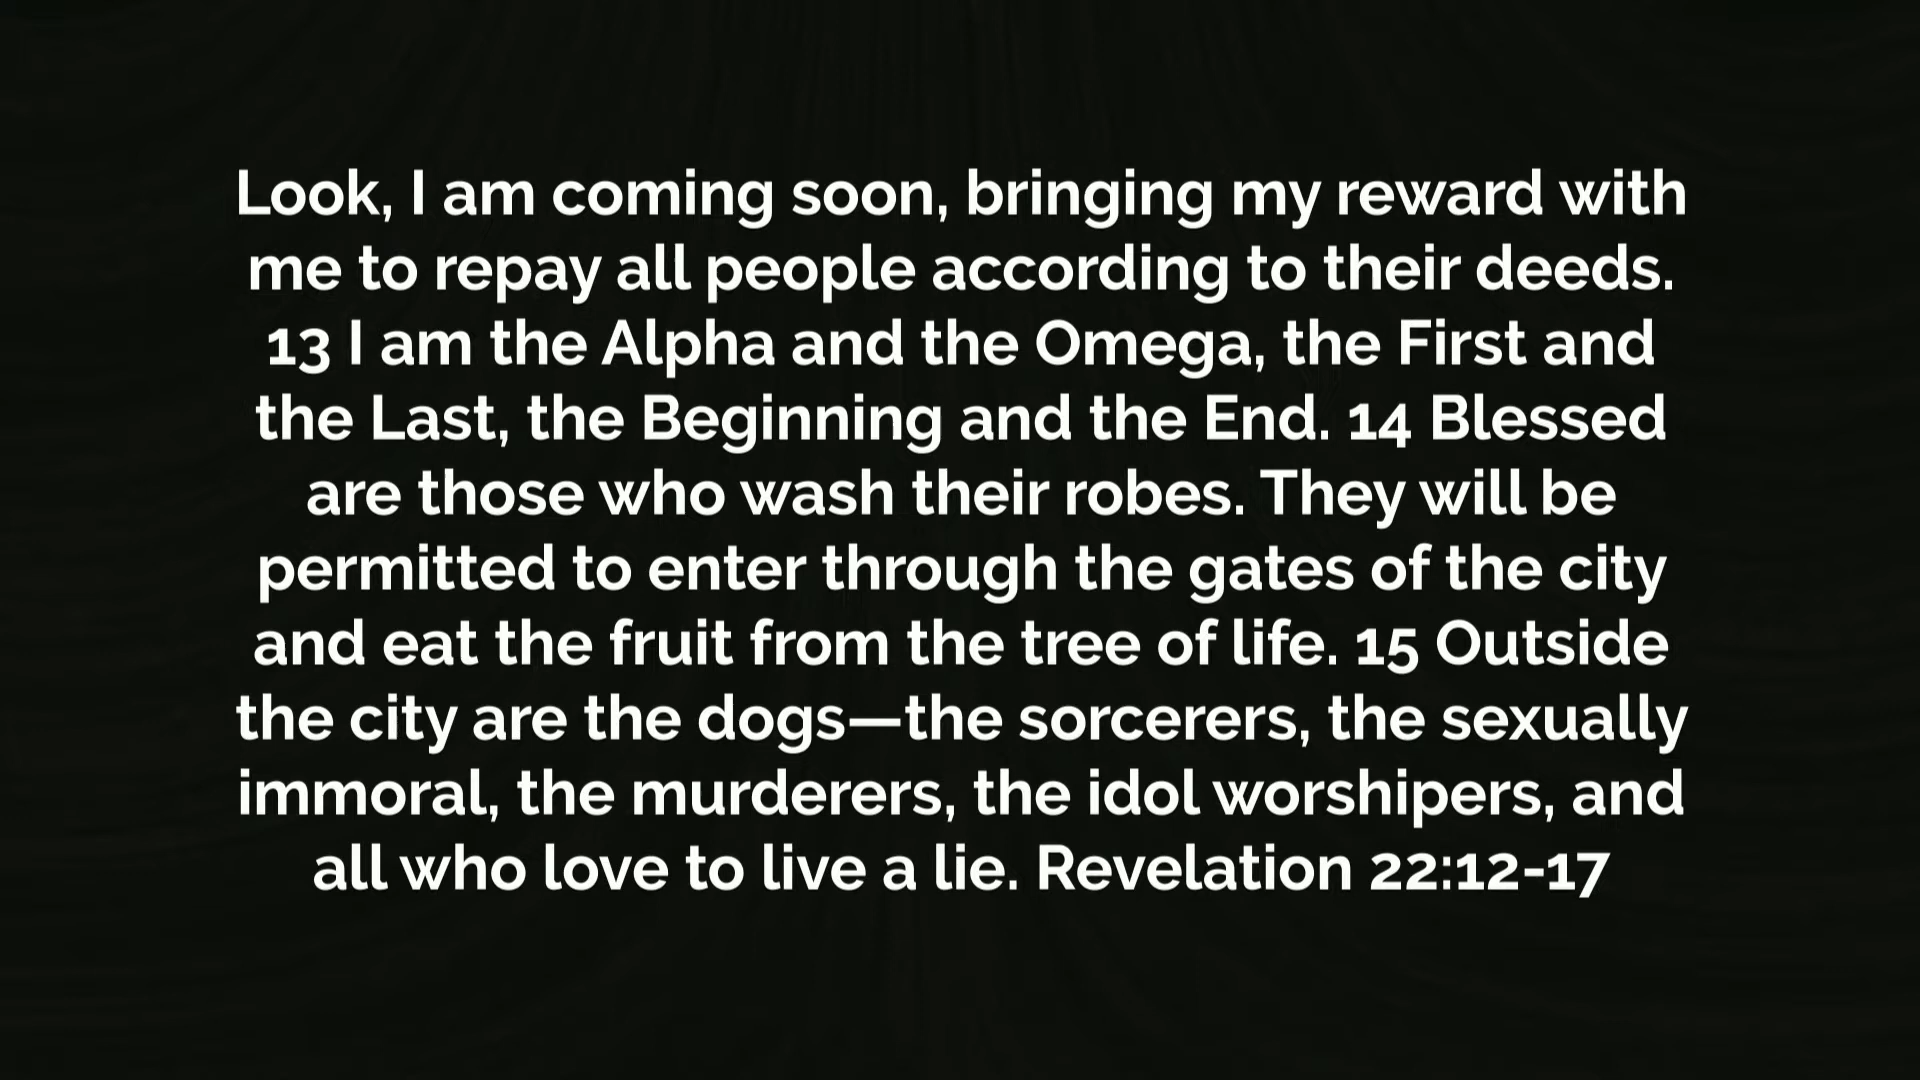 Look, I am coming soon, bringing my reward with
me to repay all people according to their deeds.
13 I am the Alpha and the Omega, the First and
the Last, the Beginning and the End. 14 Blessed
are those who wash their robes. They will be
permitted to enter through the gates of the city
and eat the fruit from the tree of life. 15 Outside
the city are the dogs—the sorcerers, the sexually
immoral, the murderers, the idol worshipers, and
all who love to live a lie. Revelation 22:12-17